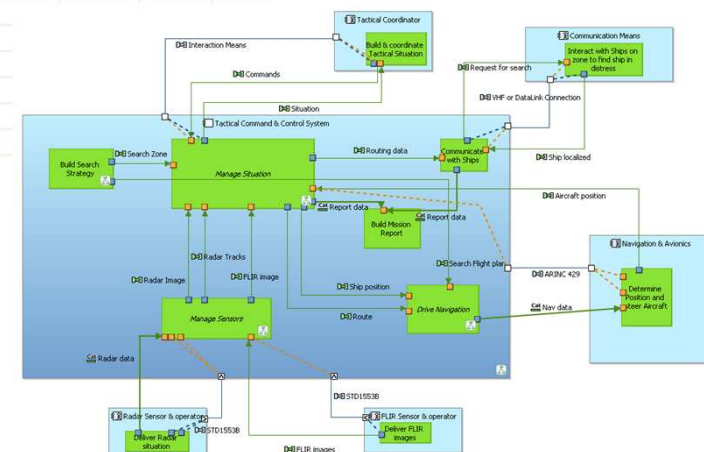 Tactical Coordinator
Build & coordinate
Tactical Situation
Communication Means
Interact with Ships on
zone to find ship in
distress
Interaction Means
Commands
Request for search
VHF or DataLink Connection
Situation
Tactical Command & Control System
Build Search
Strategy
Search Zone
Manage Situation
Routing data
Communicate
with Ships
Ship localized
Aircraft position
Report data
Report data
Build Mission
Report
Navigation & Avionics
Radar Tracks
Radar Image
FLIR image
Search Flight plan
ARINC 429
Ship position
Determine
Position and
Steer Aircraft
Manage Sensors
Route
Drive Navigation
Nav data
Radar data
STD1553B
Radar Sensor & operator
STD1553B
FLIR Sensor & operator
Deliver Radar
situation
Deliver FLIR
images
FLIR images